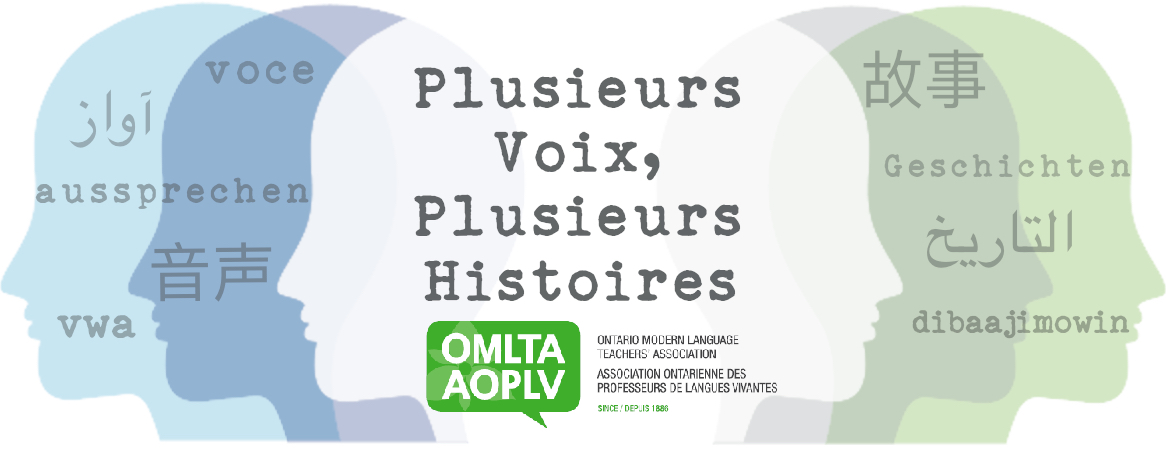 voce
آواز
aussprechen
音声
vwa
Plusieurs
Voix,
Plusieurs
Histoires
OMLTA
AOPLV
ONTARIO MODERN LANGUAGE
TEACHERS' ASSOCIATION
ASSOCIATION ONTARIENNE DES
PROFESSEURS DE LANGUES VIVANTES
SINCE / DEPUIS 1886
故事
Geschichten
التاريخ
dibaajimowin